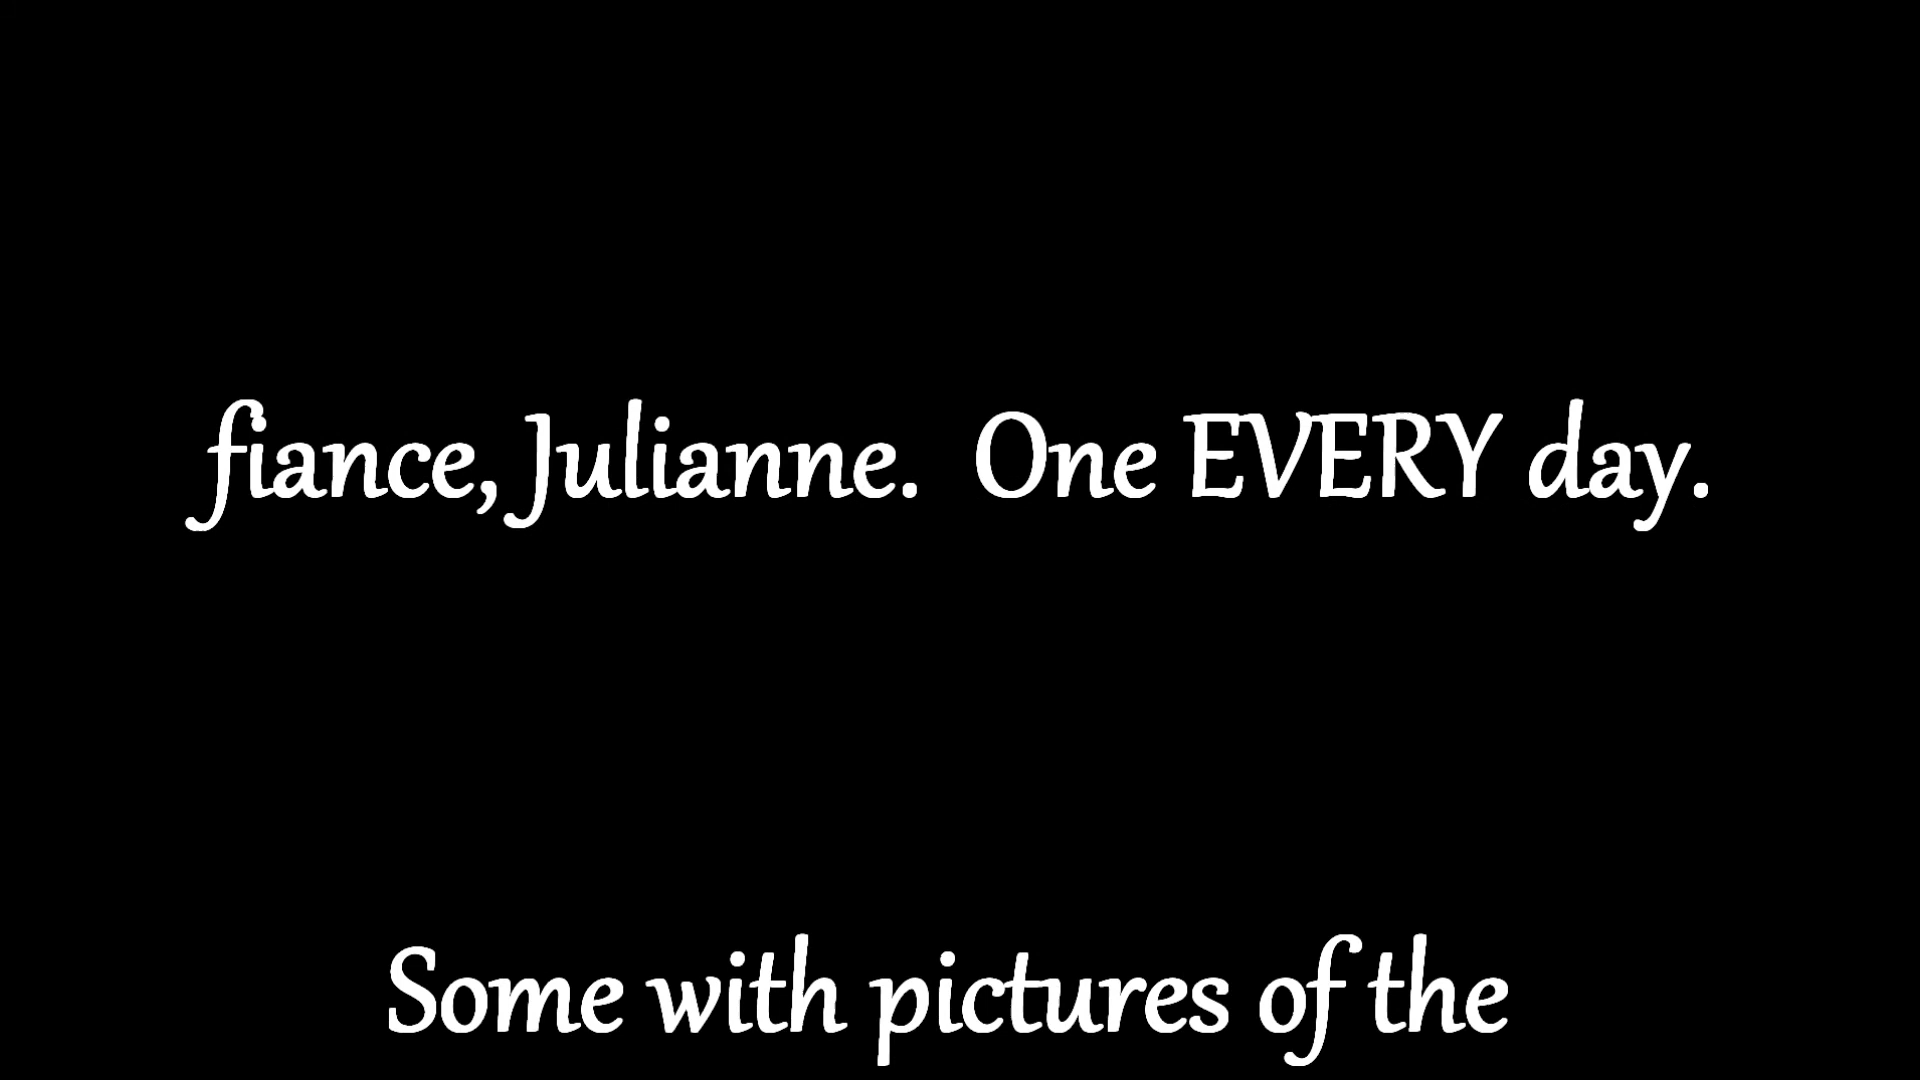 fiance, Julianne.  One EVERY day.
Some with pictures of the